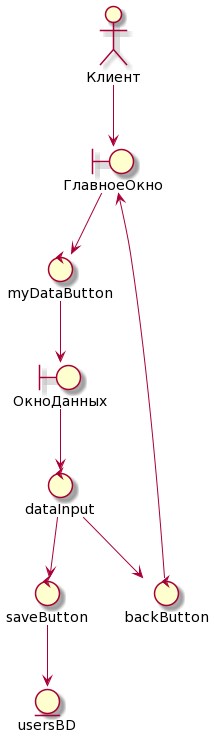 Клиент
ГлавноеОкно
myDataButton
ОкноДанных
dataInput
saveButton
backButton
usersBD